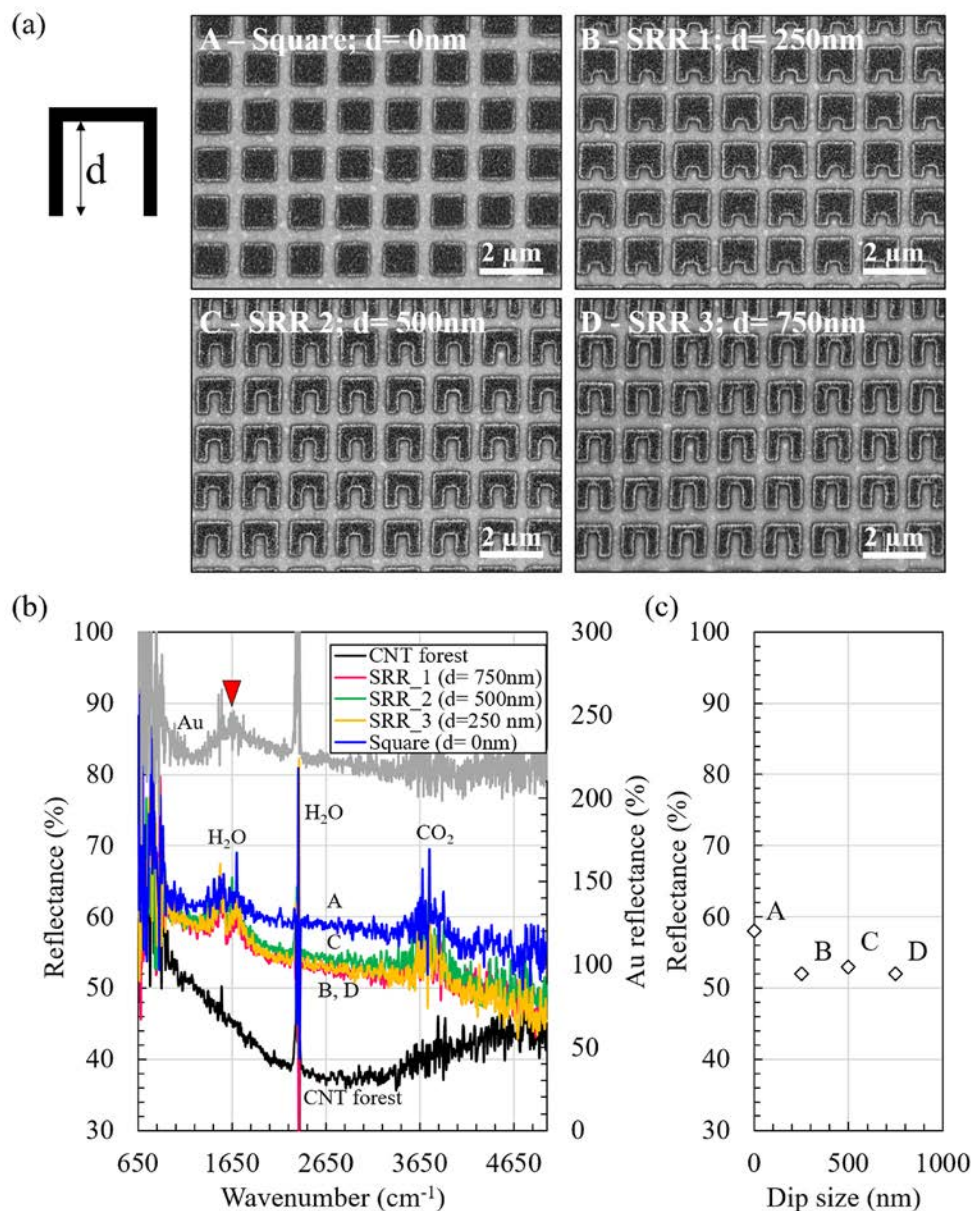 (a)
A – Square; d= 0nm
B - SRR 1; d= 250nm
d
2 µm
2 µm
C - SRR 2; d= 500nm
D - SRR 3; d= 750nm
2 µm
2 µm
(b)
(c)
100
90
80
70
60
50
40
30
Reflectance (%)
650
1650
2650
3650
4650
Wavenumber (cm-1)
300
250
200
150
100
50
0
Au reflectance (%)
CNT forest
SRR_1 (d= 750nm)
SRR_2 (d= 500nm)
SRR_3 (d=250 nm)
Square (d= 0nm)
Au
H2O
H2O
CO2
A
C
B, D
CNT forest
100
90
80
70
60
50
40
30
Reflectance (%)
A
B
C
D
0
500
1000
Dip size (nm)